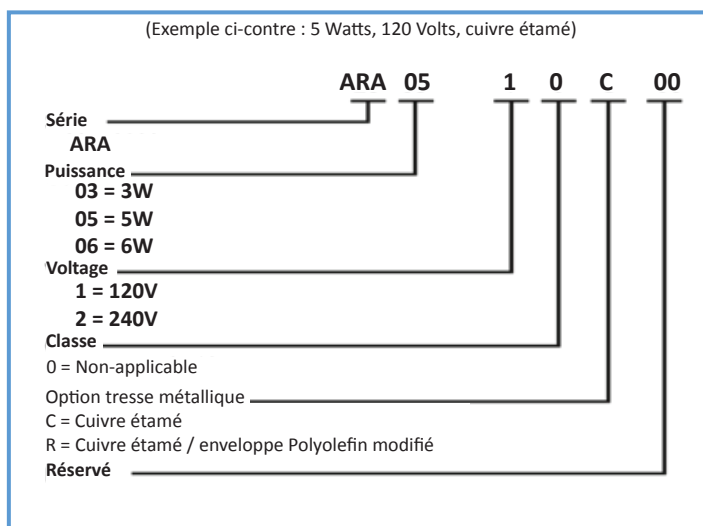 (Exemple ci-contre : 5 Watts, 120 Volts, cuivre étamé)
ARA 05 1 0 C 00
Série
ARA
Puissance
03 = 3W
05 = 5W
06 = 6W
Voltage
1 = 120V
2 = 240V
Classe
0 = Non-applicable
Option tresse métallique
C = Cuivre étamé
R = Cuivre étamé / enveloppe Polyolefin modifié
Réservé